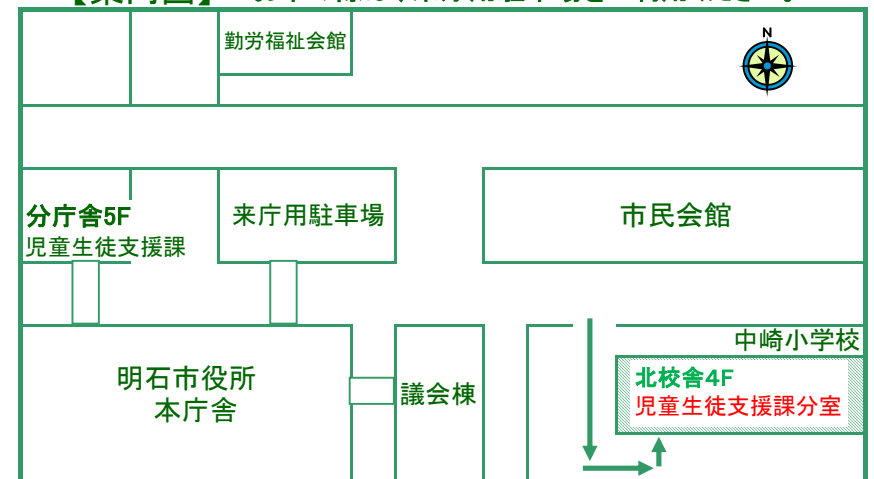 【案内図】
勤労福祉会館
N
分庁舎5F
児童生徒支援課
来庁用駐車場
市民会館
中崎小学校
明石市役所
本庁舎
議会棟
北校舎4F
児童生徒支援課分室